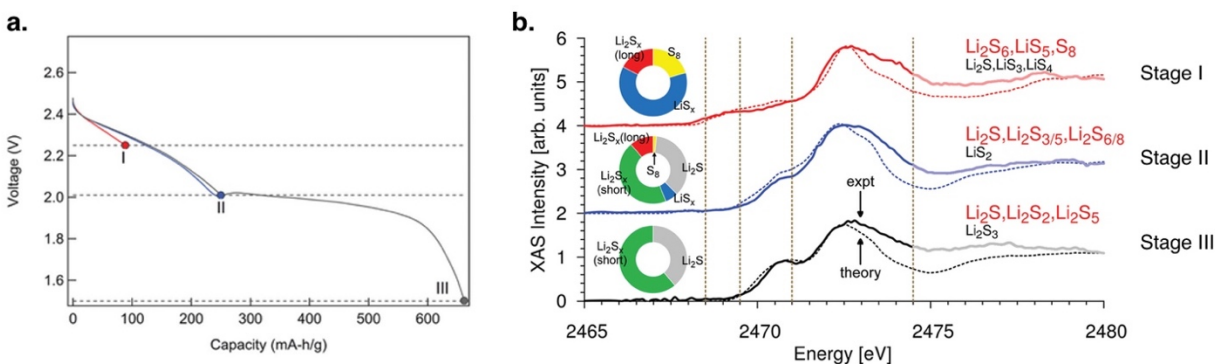 a.
2.6
2.4
2.2
2.0
1.8
1.6
Voltage (V)
I
II
III
0
100
200
300
400
500
600
Capacity (mA-h/g)
b.
6
5
4
3
2
1
0
XAS Intensity [arb. units]
Li₂Sₓ
(long)
S₈
LiSₓ
Li₂S₆,LiS₅,S₈
Li₂S,LiS₃,LiS₄
Stage I
Li₂Sₓ(long)
S₈
Li₂S
Li₂Sₓ
(short)
LiSₓ
Li₂S,Li₂S₃/₅,Li₂S₆/₈
LiS₂
Stage II
expt
theory
Li₂Sₓ
(short)
Li₂S
Li₂S,Li₂S₂,Li₂S₅
Li₂S₃
Stage III
2465
2470
2475
2480
Energy [eV]